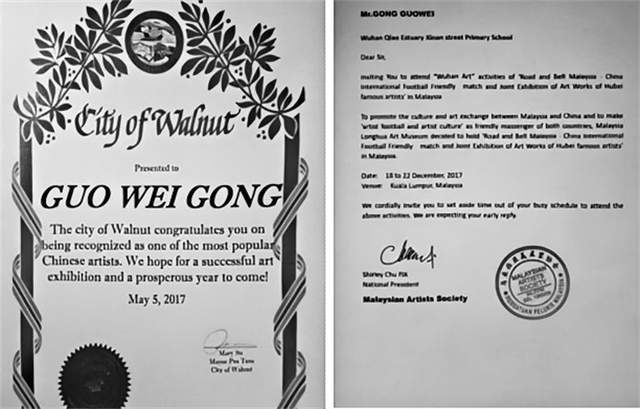 City of Walnut
Presented to
GUO WEI GONG
The city of Walnut congratulates you on
being recognized as one of the most popular
Chinese artists. We hope for a successful art
exhibition and a prosperous year to come!
May 5, 2017
Mary Su
Mayor Pro Tem
City of Walnut
Mr.GONG GUOWEI
Wuhan Qiao Estuary Xinan street Primary School
Dear Sir,
Inviting You to attend "Wuhan Art" activities of 'Road and Belt Malaysia - China
International Football Friendly match and Joint Exhibition of Art Works of Hubei
famous artists' in Malaysia
To promote the culture and art exchange between Malaysia and China and to make
'artist football and artist culture' as friendly messenger of both countries, Malaysia
Longhua Art Museum decided to hold 'Road and Belt Malaysia - China International
Football Friendly match and Joint Exhibition of Art Works of Hubei famous artists'
in Malaysia.
Date: 18 to 22 December, 2017
Venue: Kuala Lumpur, Malaysia
We cordially invite you to set aside time out of your busy schedule to attend the
above activities. We are expecting your early reply.
Shirley Chu
National President
Malaysian Artists Society
MALAYSIAN
ARTISTS
SOCIETY